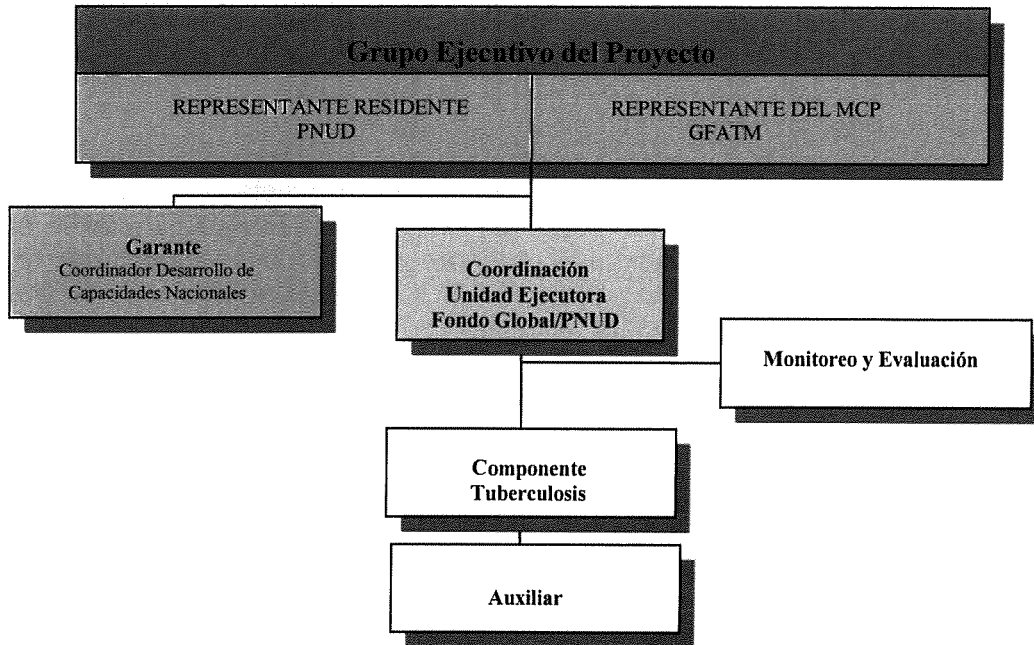 Grupo Ejecutivo del Proyecto
REPRESENTANTE RESIDENTE
PNUD
REPRESENTANTE DEL MCP
GFATM
Garante
Coordinador Desarrollo de
Capacidades Nacionales
Coordinación
Unidad Ejecutora
Fondo Global/PNUD
Monitoreo y Evaluación
Componente
Tuberculosis
Auxiliar